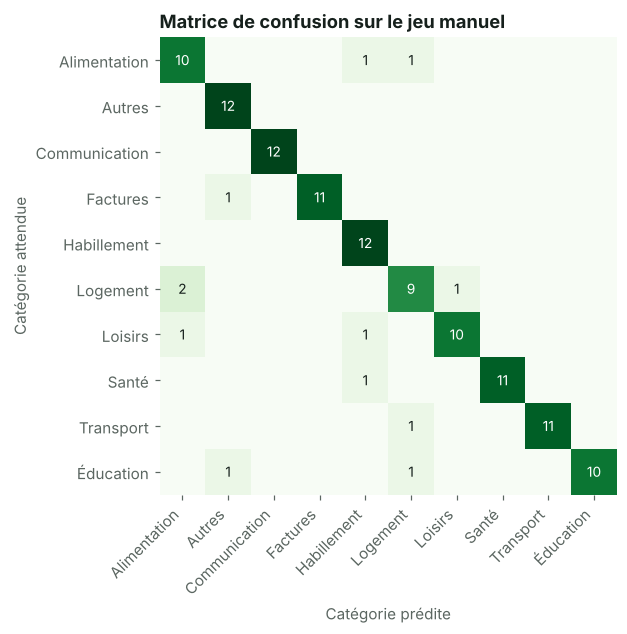 Matrice de confusion sur le jeu manuel
Catégorie attendue
Alimentation 10 1 1
Autres 12
Communication 12
Factures 1 11
Habillement 12
Logement 2 9 1
Loisirs 1 1 10
Santé 1 11
Transport 1 11
Éducation 1 1 10
Alimentation Autres Communication Factures Habillement Logement Loisirs Santé Transport Éducation
Catégorie prédite